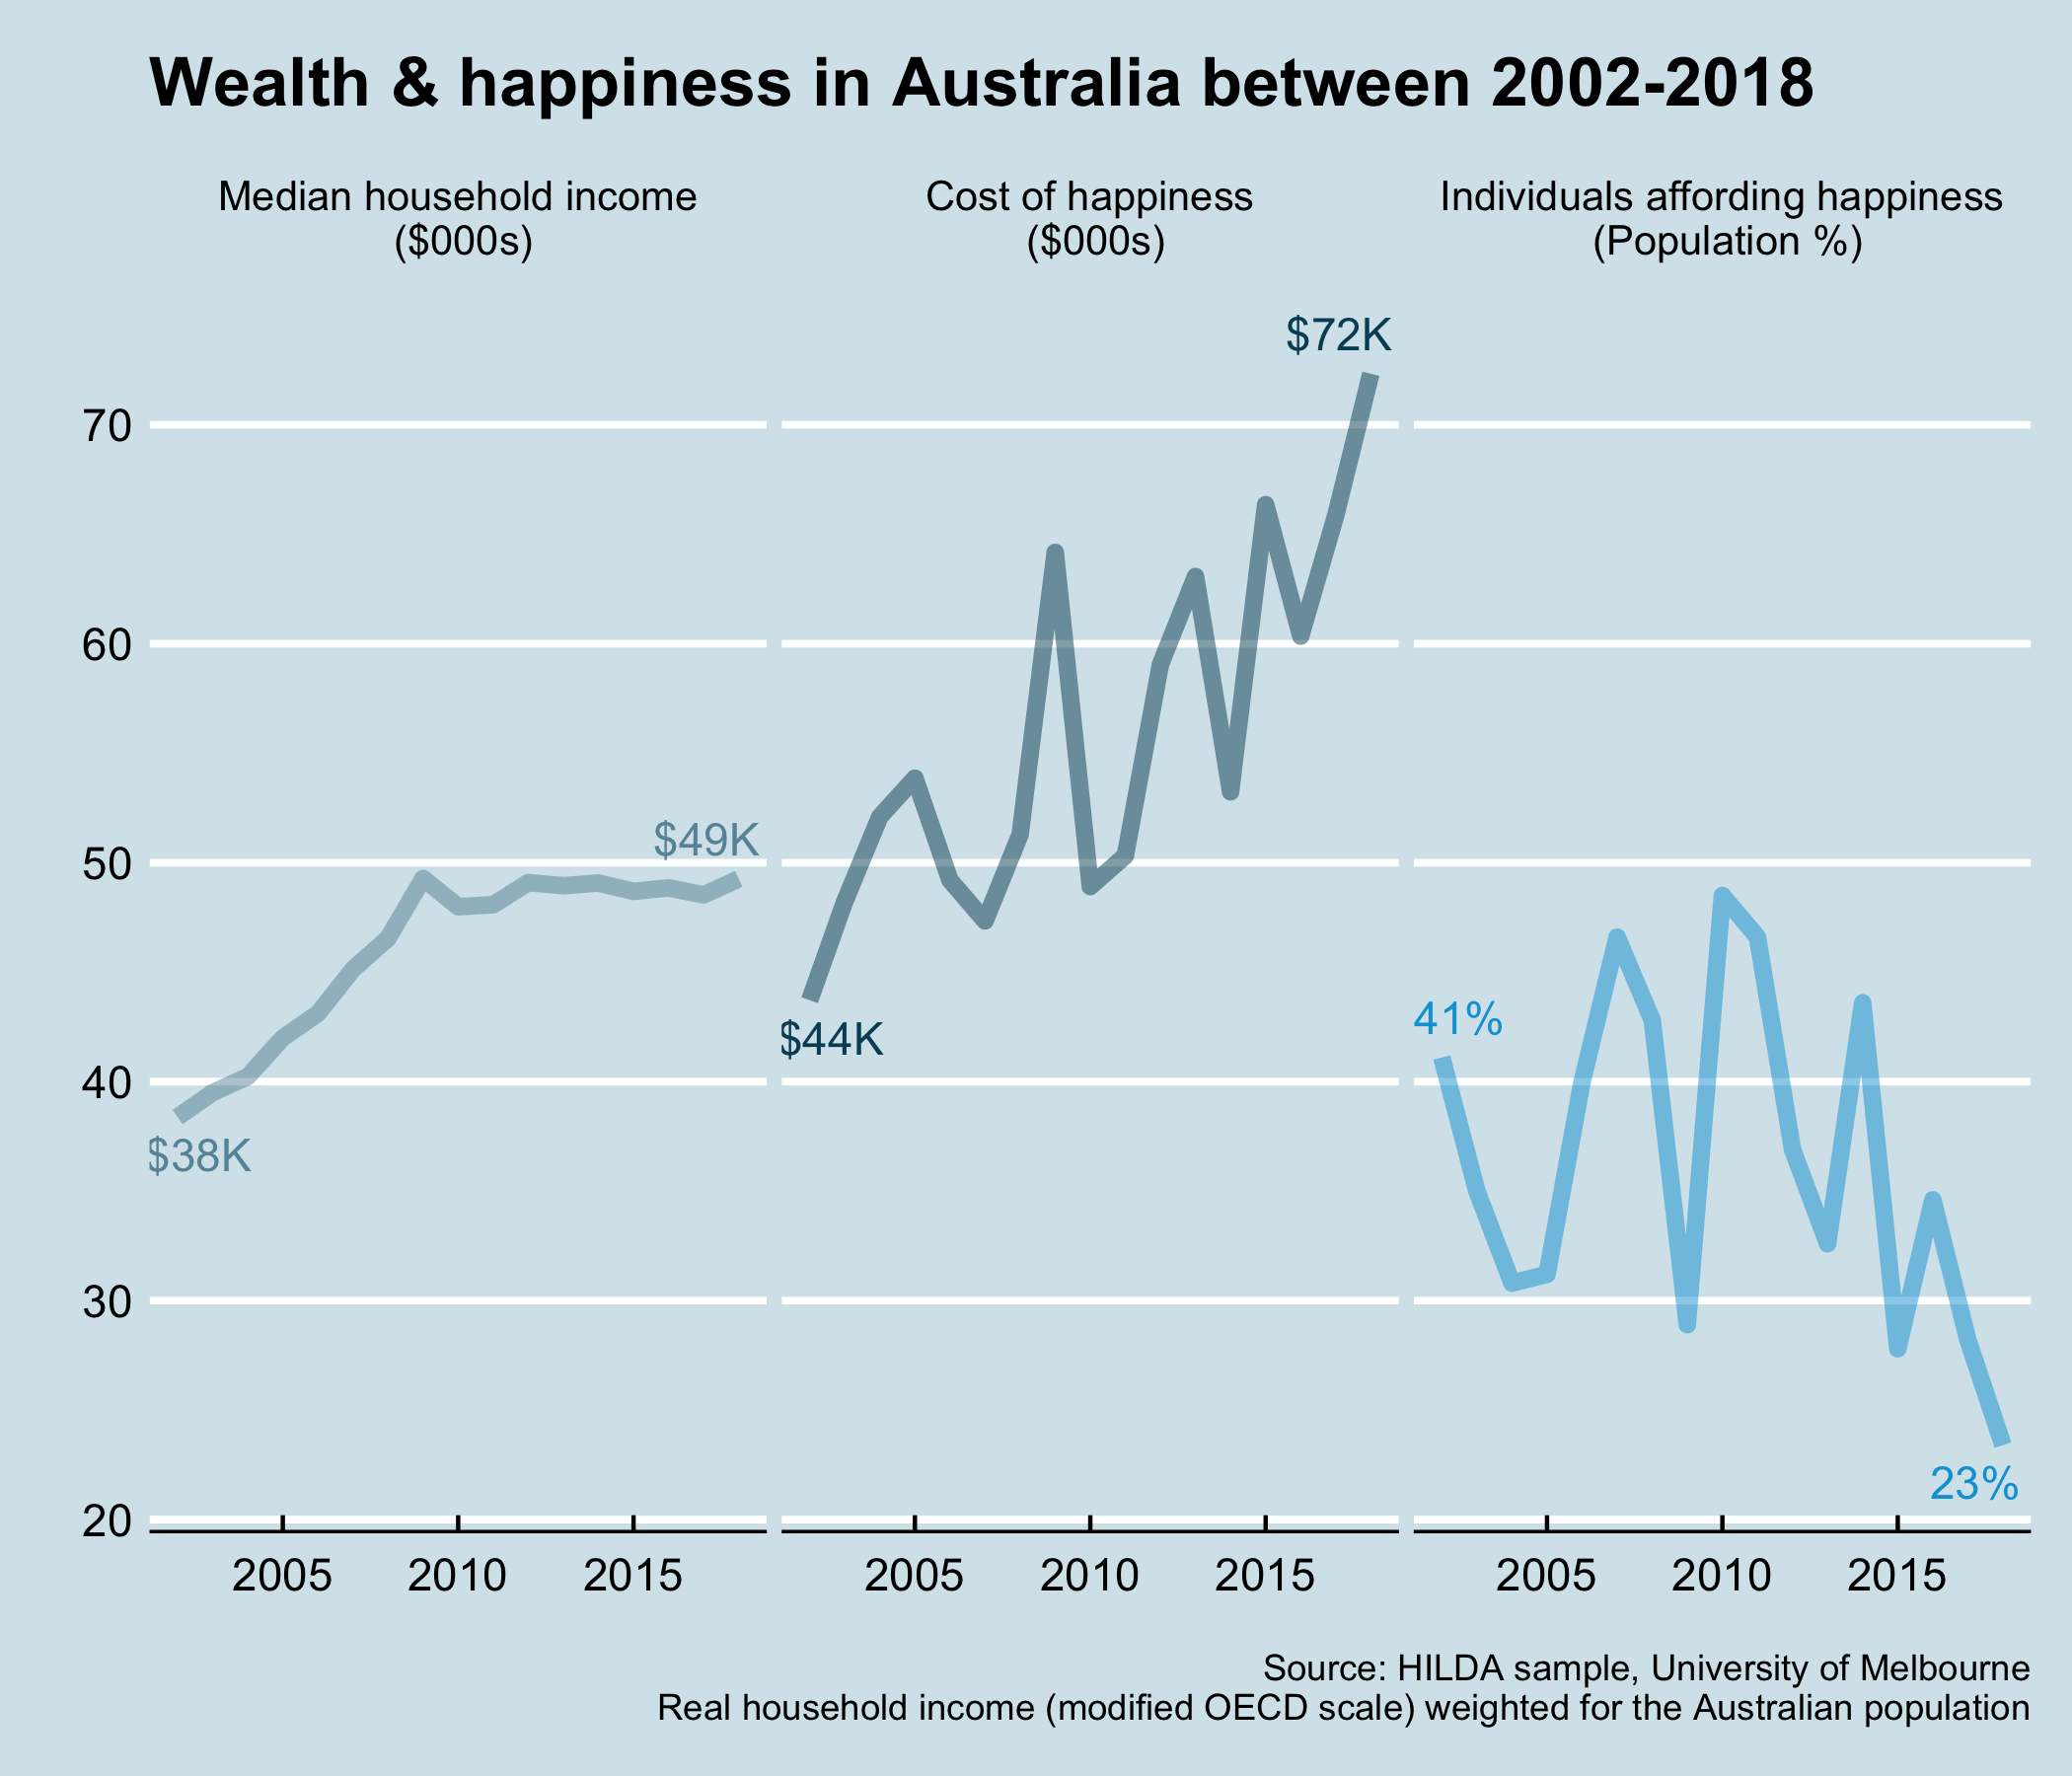 Wealth & happiness in Australia between 2002-2018
Median household income
($000s)
Cost of happiness
($000s)
Individuals affording happiness
(Population %)
70
60
50
40
30
20
$38K
$49K
$44K
$72K
41%
23%
2005 2010 2015
2005 2010 2015
2005 2010 2015
Source: HILDA sample, University of Melbourne
Real household income (modified OECD scale) weighted for the Australian population